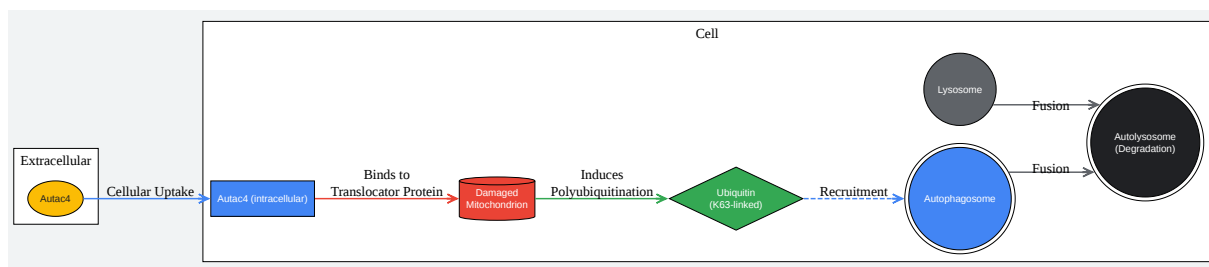 Cell
Extracellular
Autac4
Cellular Uptake
Autac4 (intracellular)
Binds to
Translocator Protein
Damaged
Mitochondrion
Induces
Polyubiquitination
Ubiquitin
(K63-linked)
Recruitment
Autophagosome
Lysosome
Fusion
Fusion
Autolysosome
(Degradation)